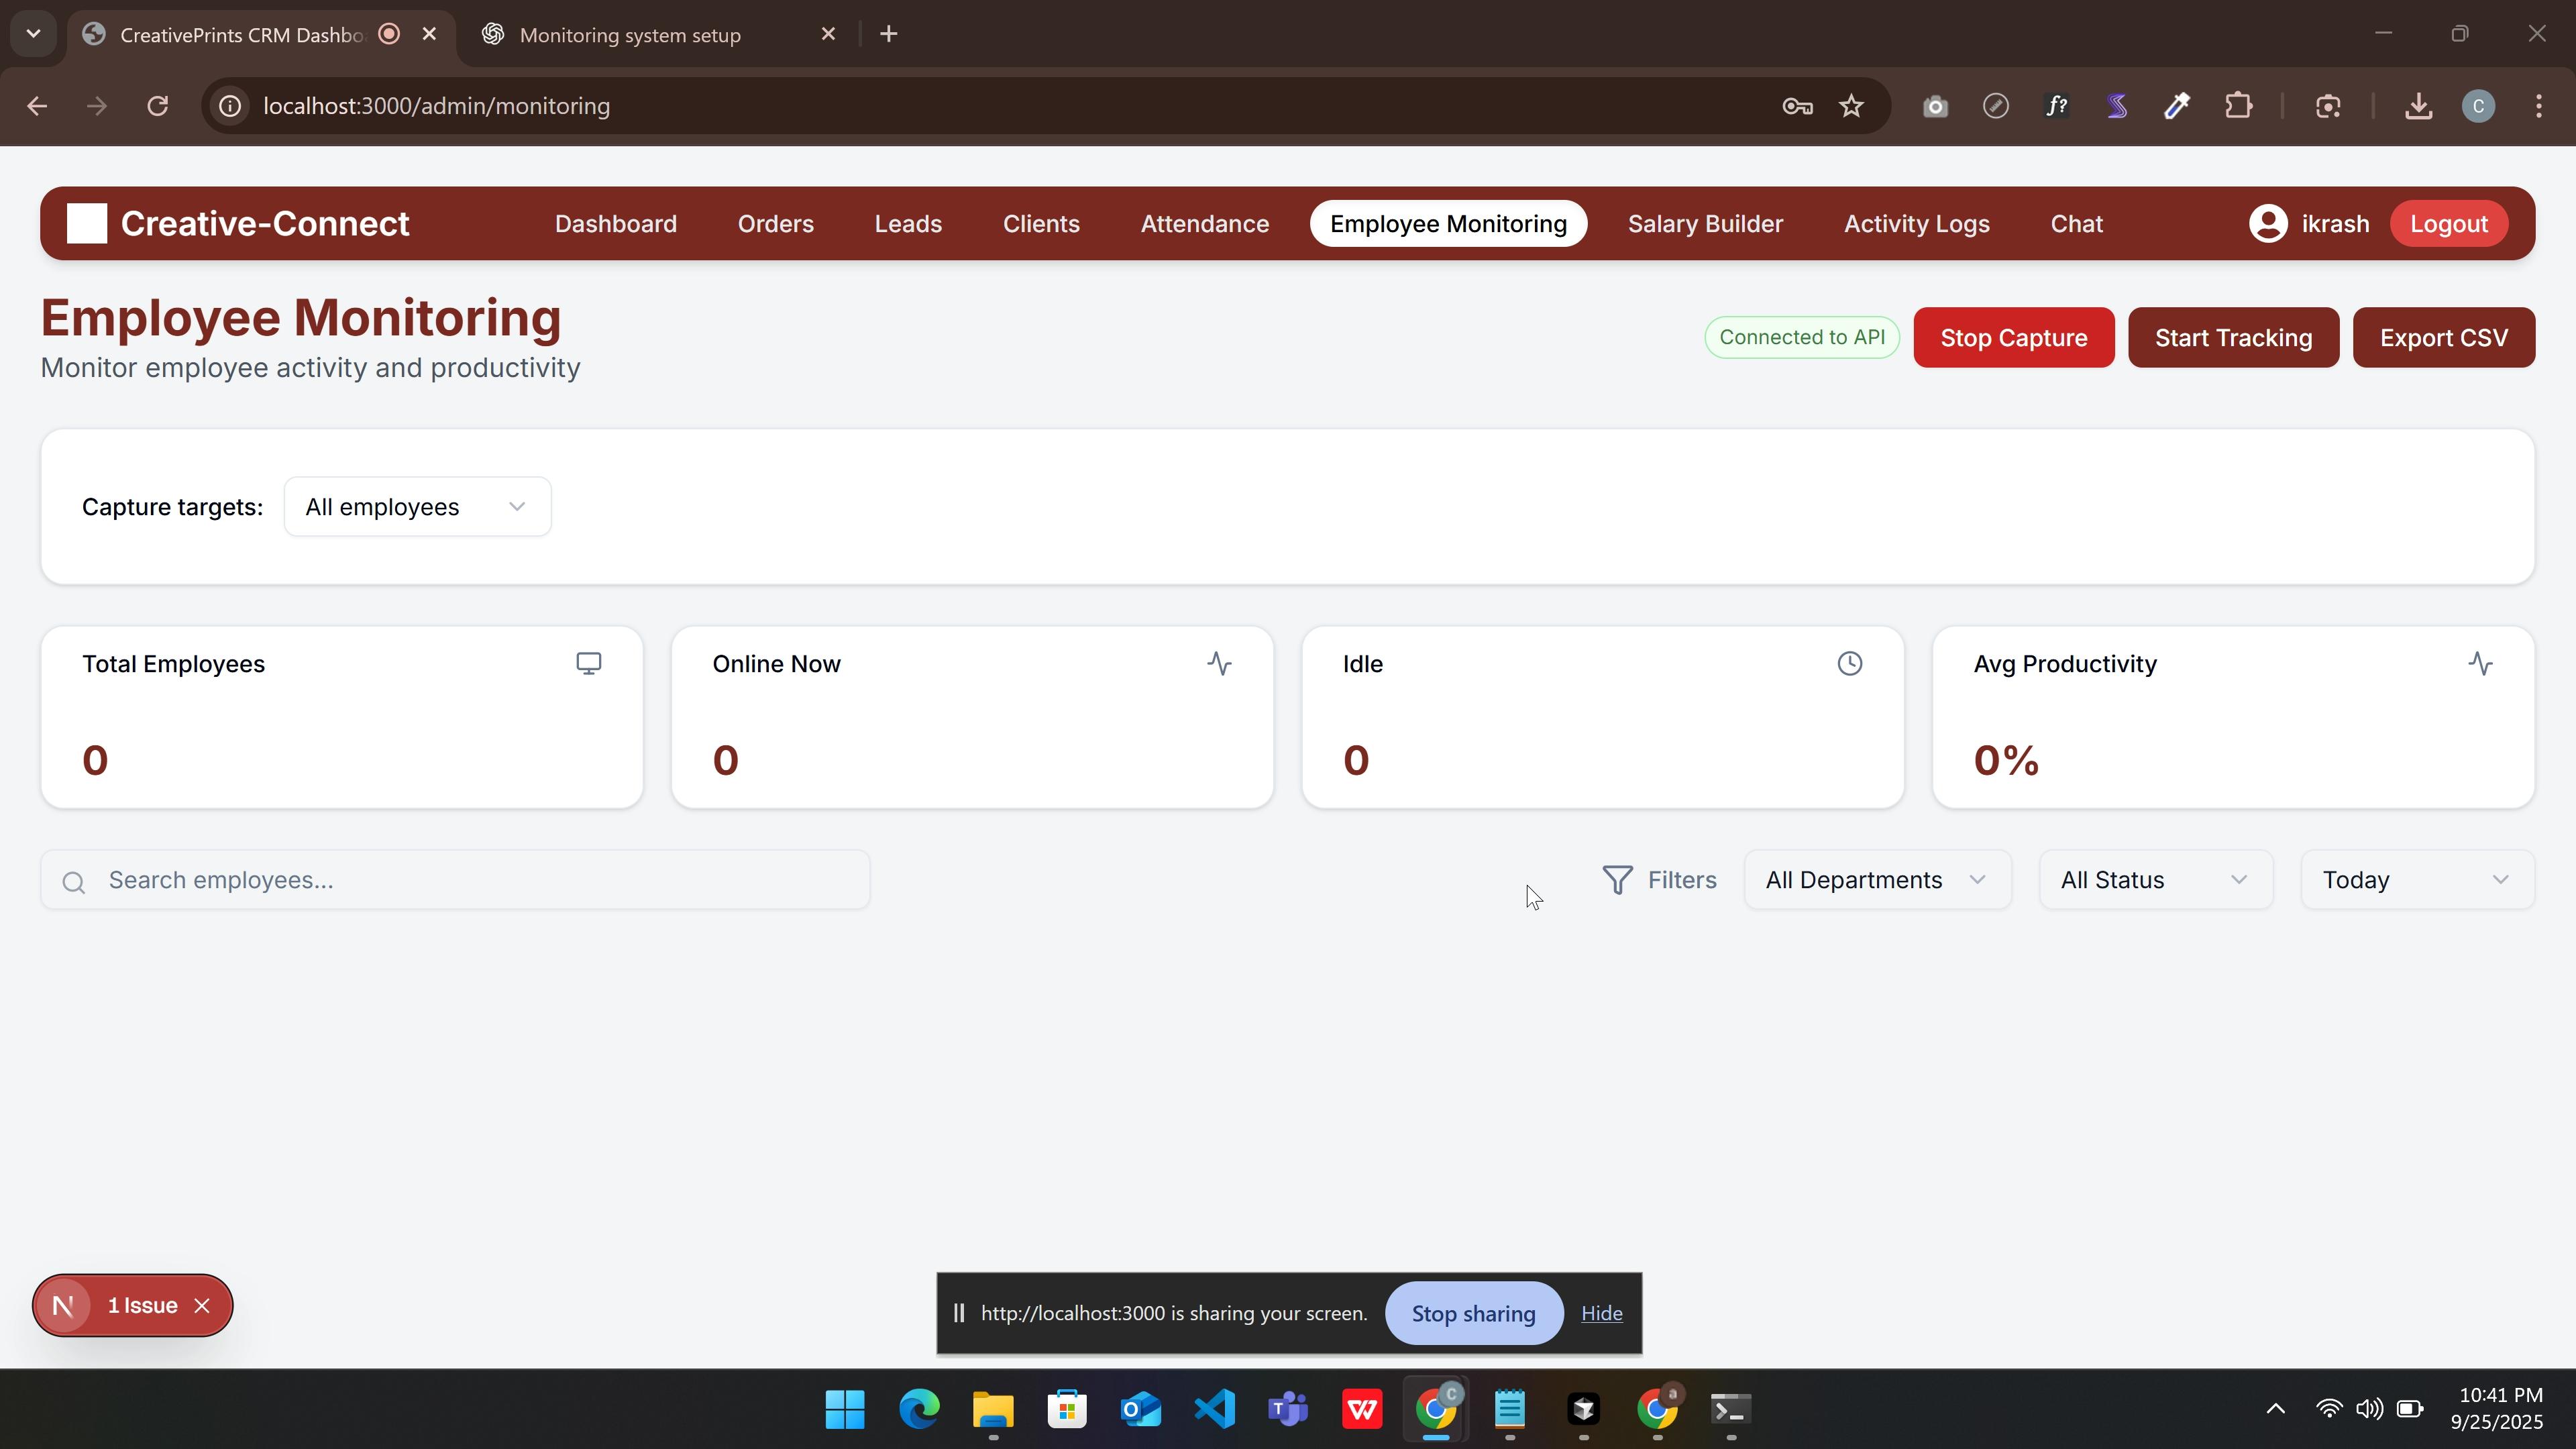 CreativePrints CRM Dashbo
Monitoring system setup
localhost:3000/admin/monitoring
f?
C
Creative-Connect
Dashboard
Orders
Leads
Clients
Attendance
Employee Monitoring
Salary Builder
Activity Logs
Chat
ikrash
Logout
Employee Monitoring
Monitor employee activity and productivity
Connected to API
Stop Capture
Start Tracking
Export CSV
Capture targets:
All employees
Total Employees
0
Online Now
0
Idle
0
Avg Productivity
0%
Search employees...
Filters
All Departments
All Status
Today
N
1 Issue
http://localhost:3000 is sharing your screen.
Stop sharing
Hide
O
T
W
C
a
10:41 PM
9/25/2025